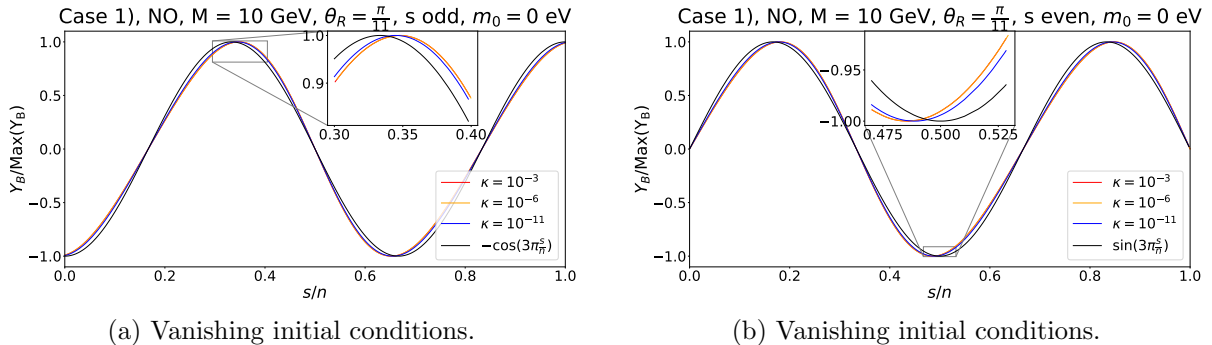 Case 1), NO, M = 10 GeV, θ_R = π/11, s odd, m_0 = 0 eV
Y_B/Max(Y_B)
1.0
0.5
0.0
−0.5
−1.0
1.0
0.9
0.30 0.35 0.40
κ = 10^{-3}
κ = 10^{-6}
κ = 10^{-11}
−cos(3π s/n)
0.0 0.2 0.4 0.6 0.8 1.0
s/n
(a) Vanishing initial conditions.
Case 1), NO, M = 10 GeV, θ_R = π/11, s even, m_0 = 0 eV
Y_B/Max(Y_B)
1.0
0.5
0.0
−0.5
−1.0
−0.95
−1.00
0.475 0.500 0.525
κ = 10^{-3}
κ = 10^{-6}
κ = 10^{-11}
sin(3π s/n)
0.0 0.2 0.4 0.6 0.8 1.0
s/n
(b) Vanishing initial conditions.